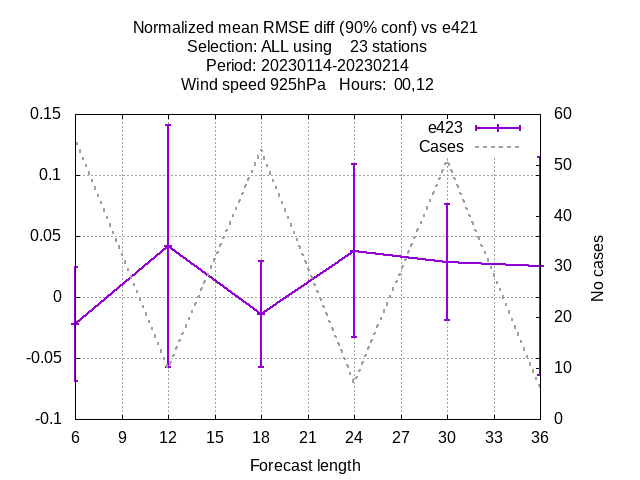 Normalized mean RMSE diff (90% conf) vs e421
Selection: ALL using    23 stations
Period: 20230114-20230214
Wind speed 925hPa   Hours:  00,12
0.15
0.1
0.05
0
-0.05
-0.1
60
50
40
30
20
10
0
e423
Cases
No cases
6 9 12 15 18 21 24 27 30 33 36
Forecast length